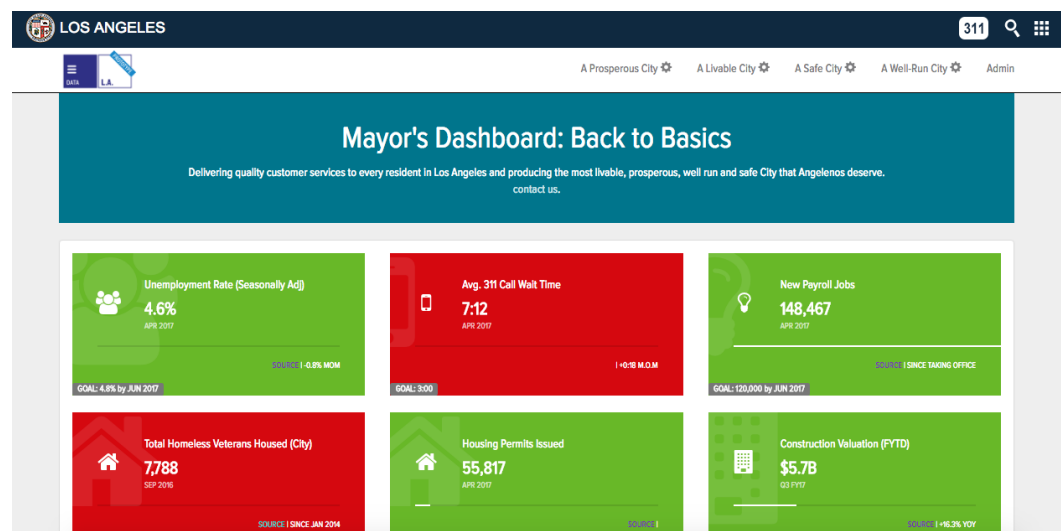 LOS ANGELES
311
DATA
L.A.
A Prosperous City
A Livable City
A Safe City
A Well-Run City
Admin
Mayor's Dashboard: Back to Basics
Delivering quality customer services to every resident in Los Angeles and producing the most livable, prosperous, well run and safe City that Angelenos deserve.
contact us.
Unemployment Rate (Seasonally Adj)
4.6%
APR 2017
SOURCE | -0.8% MOM
GOAL: 4.8% by JUN 2017
Avg. 311 Call Wait Time
7:12
APR 2017
| +0:18 M.O.M
GOAL: 3:00
New Payroll Jobs
148,467
APR 2017
SOURCE | SINCE TAKING OFFICE
GOAL: 120,000 by JUN 2017
Total Homeless Veterans Housed (City)
7,788
SEP 2016
SOURCE | SINCE JAN 2014
Housing Permits Issued
55,817
APR 2017
SOURCE |
Construction Valuation (FYTD)
$5.7B
Q3 FY17
SOURCE | +16.3% YOY